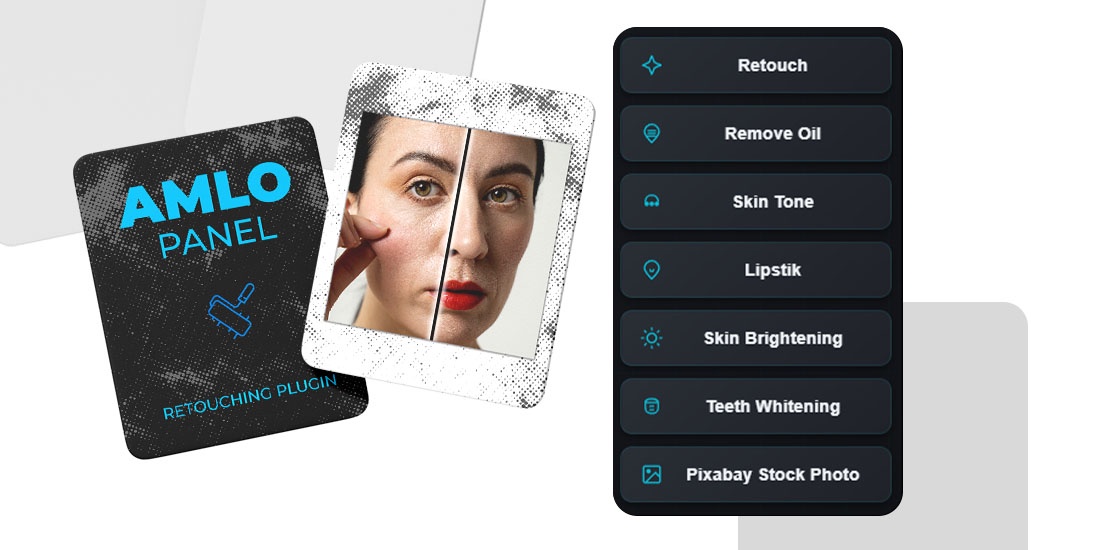 AMLO
PANEL
RETOUCHING PLUGIN
Retouch
Remove Oil
Skin Tone
Lipstik
Skin Brightening
Teeth Whitening
Pixabay Stock Photo